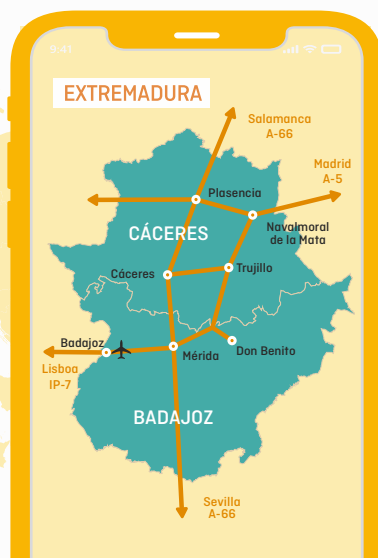 9:41
EXTREMADURA
Salamanca
A-66
Madrid
A-5
Plasencia
Navalmoral
de la Mata
CÁCERES
Cáceres
Trujillo
Badajoz
Mérida
Don Benito
Lisboa
IP-7
BADAJOZ
Sevilla
A-66